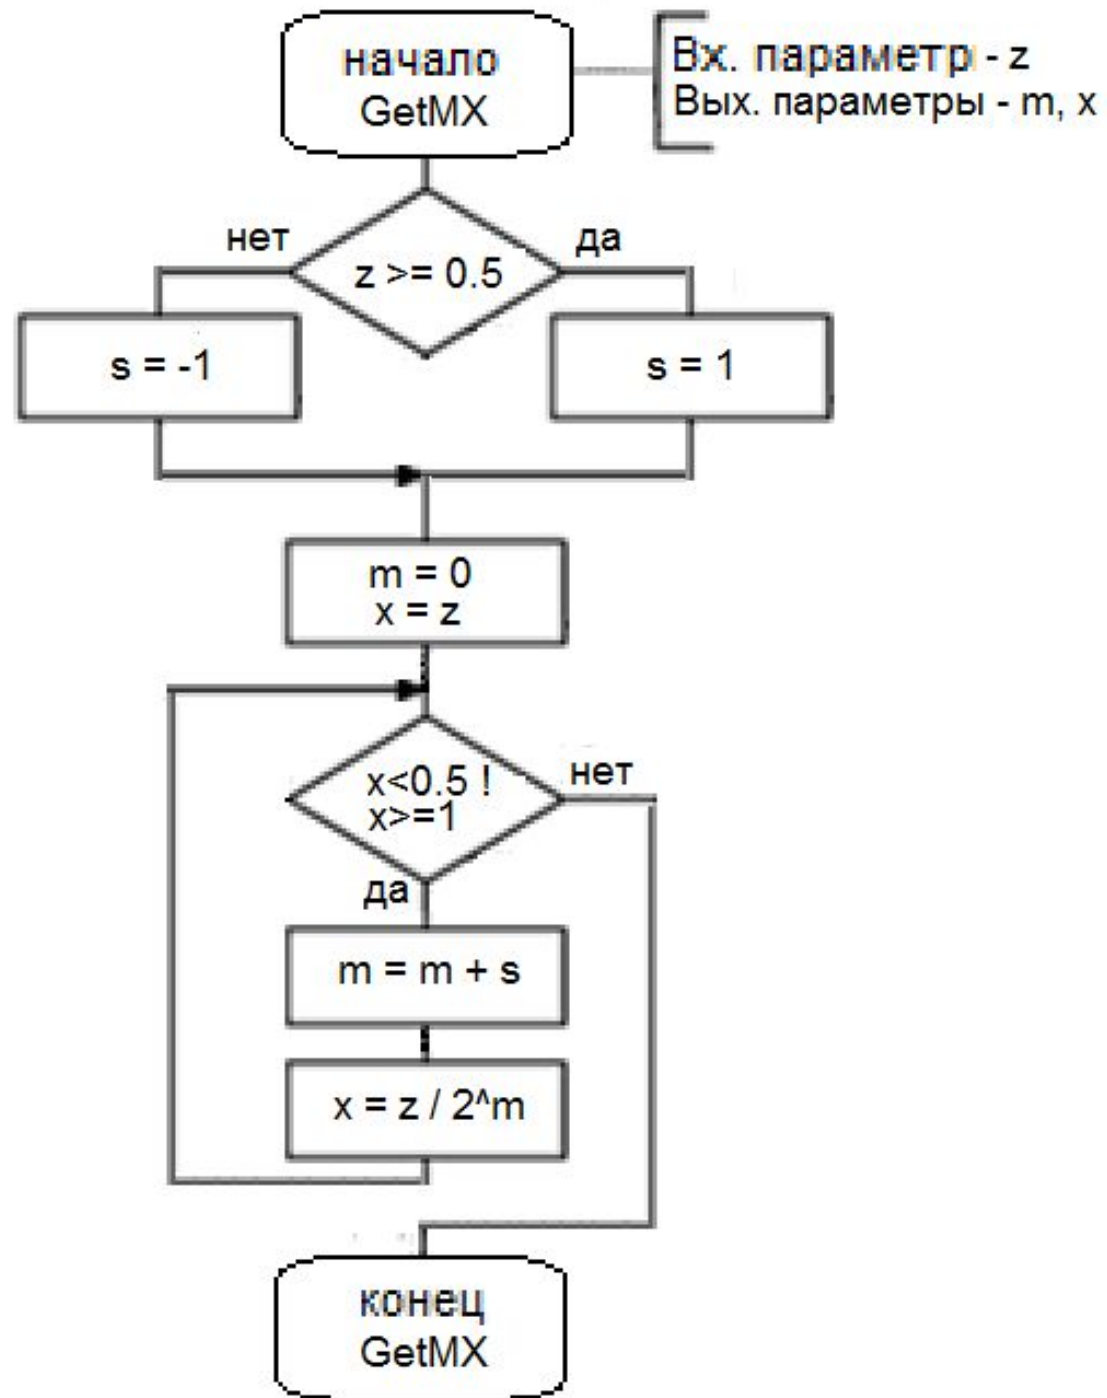 начало
GetMX
Вх. параметр - z
Вых. параметры - m, x
нет
z >= 0.5
да
s = -1
s = 1
m = 0
x = z
x<0.5 !
x>=1
нет
да
m = m + s
x = z / 2^m
конец
GetMX